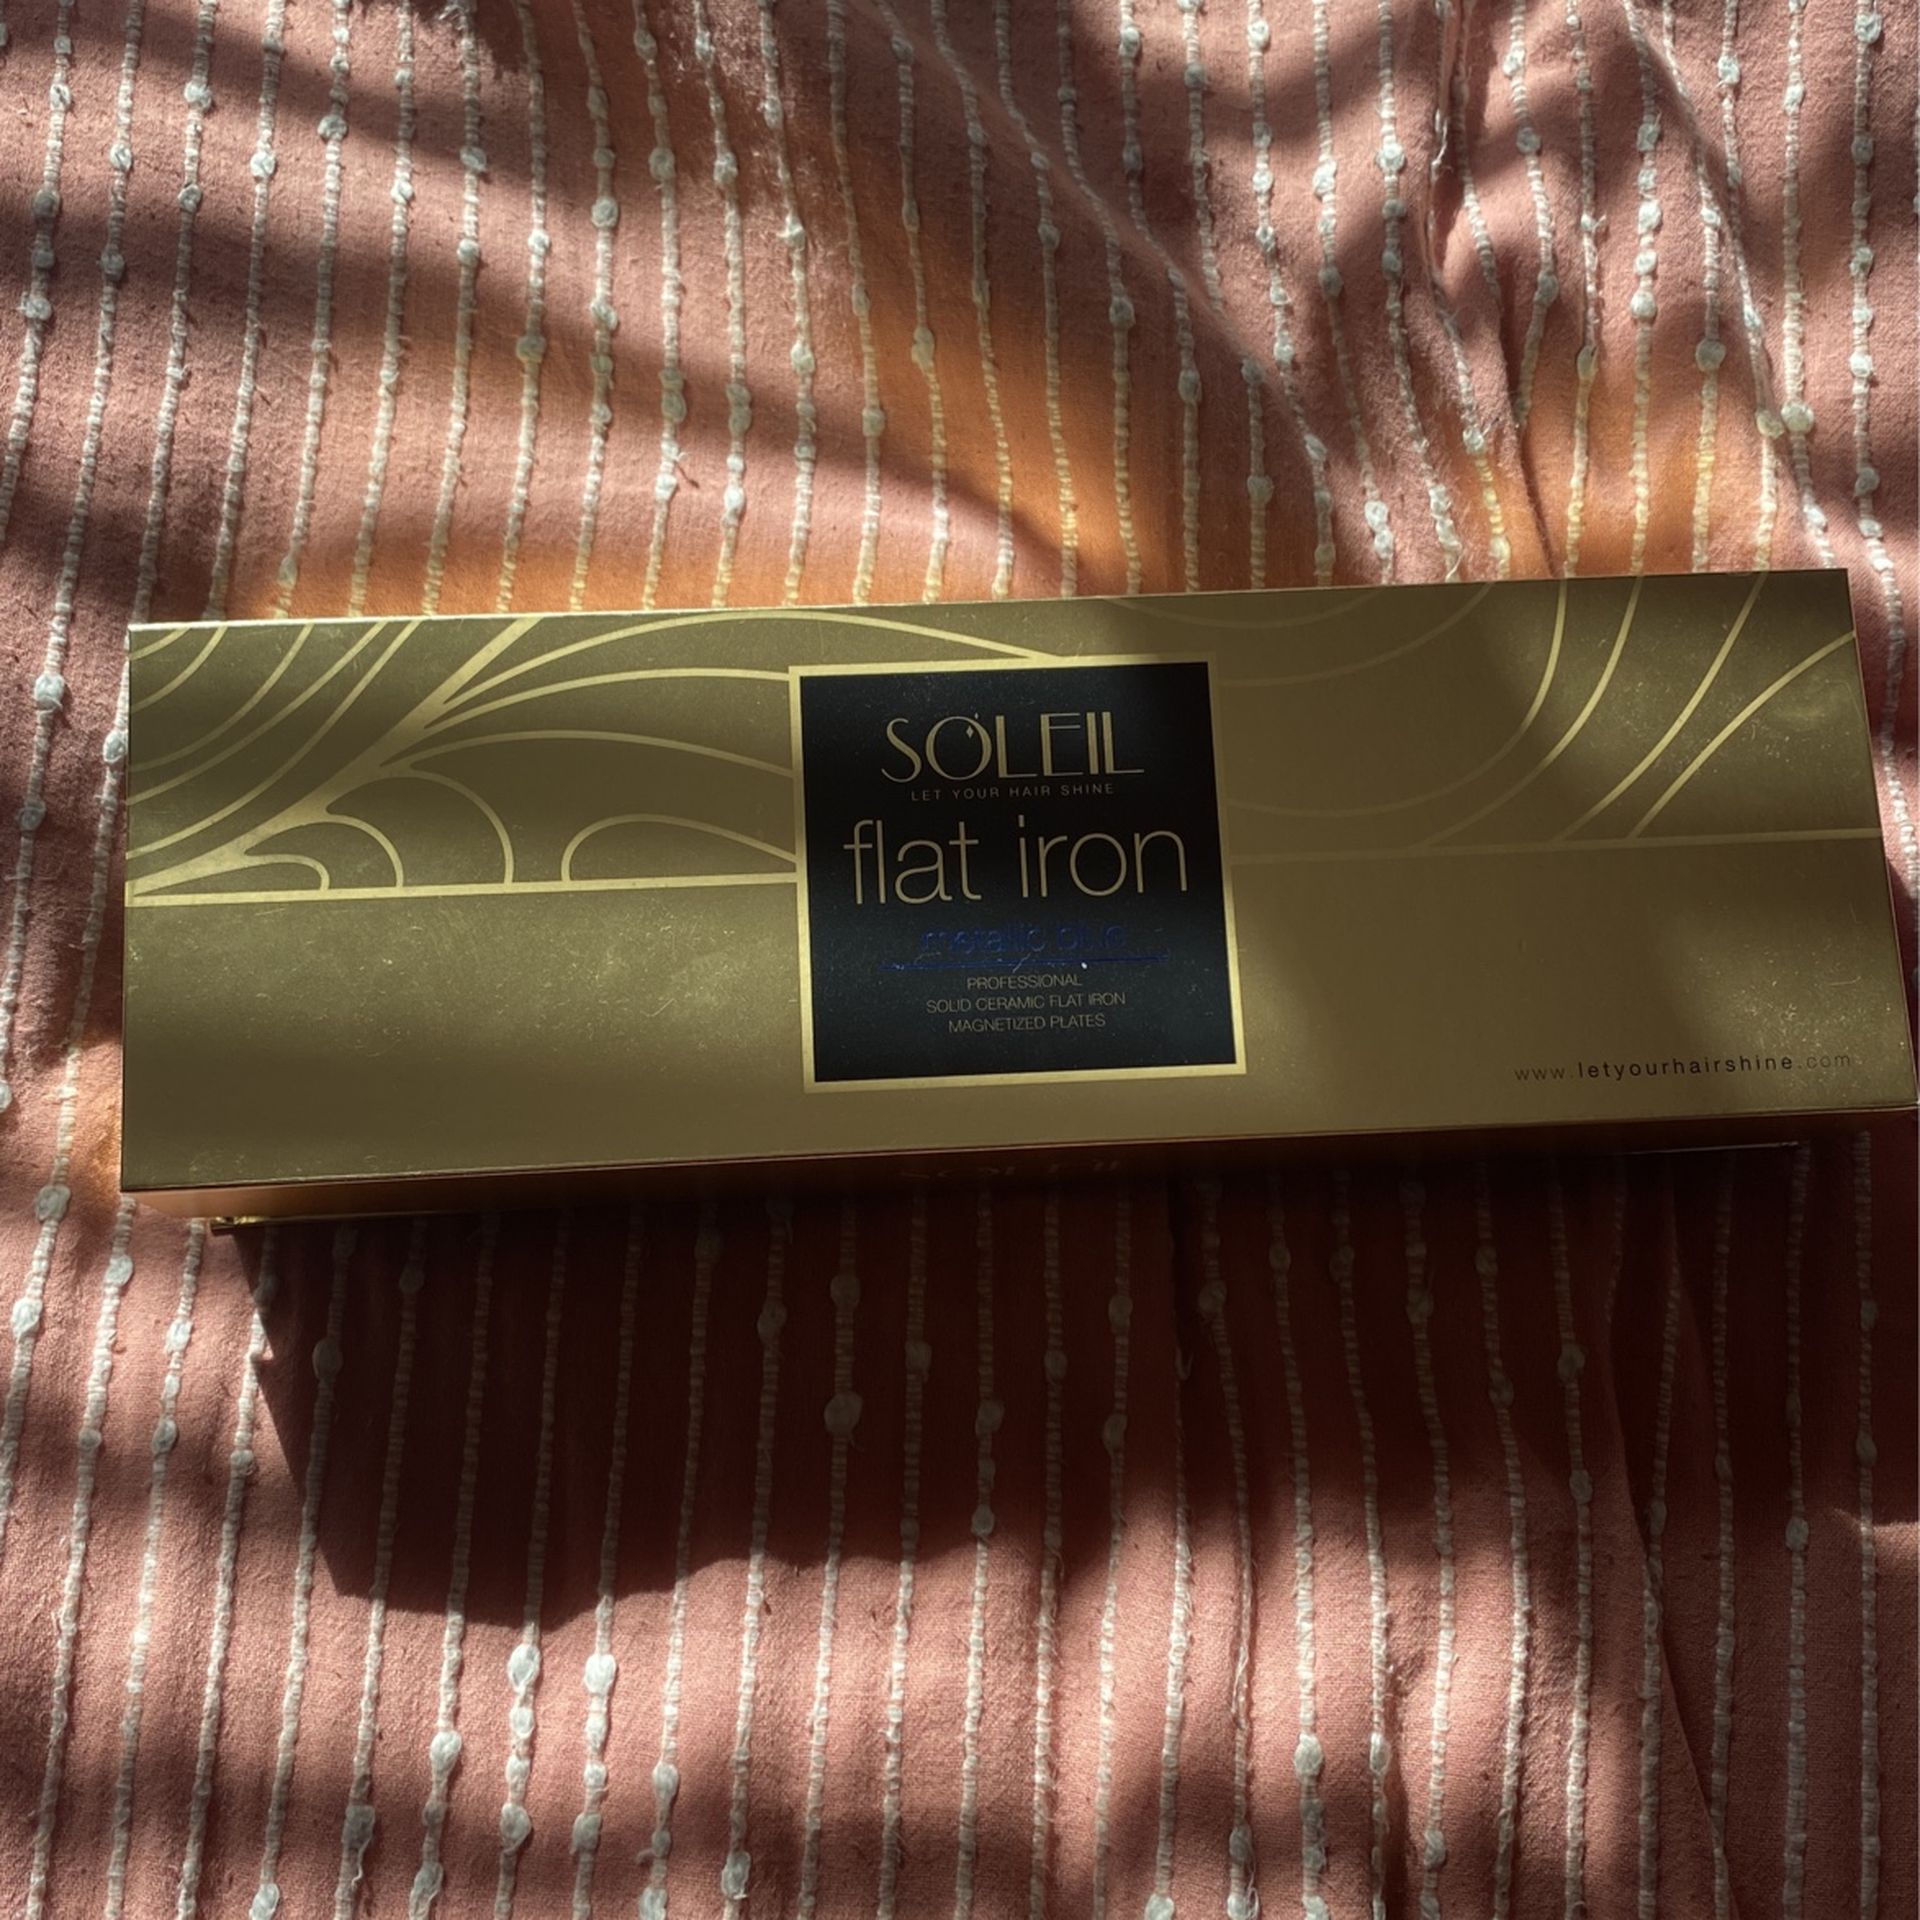 SOLEIL
LET YOUR HAIR SHINE
flat iron
metallic blue
PROFESSIONAL
SOLID CERAMIC FLAT IRON
MAGNETIZED PLATES
www.letyourhairshine.com
SOLEIL